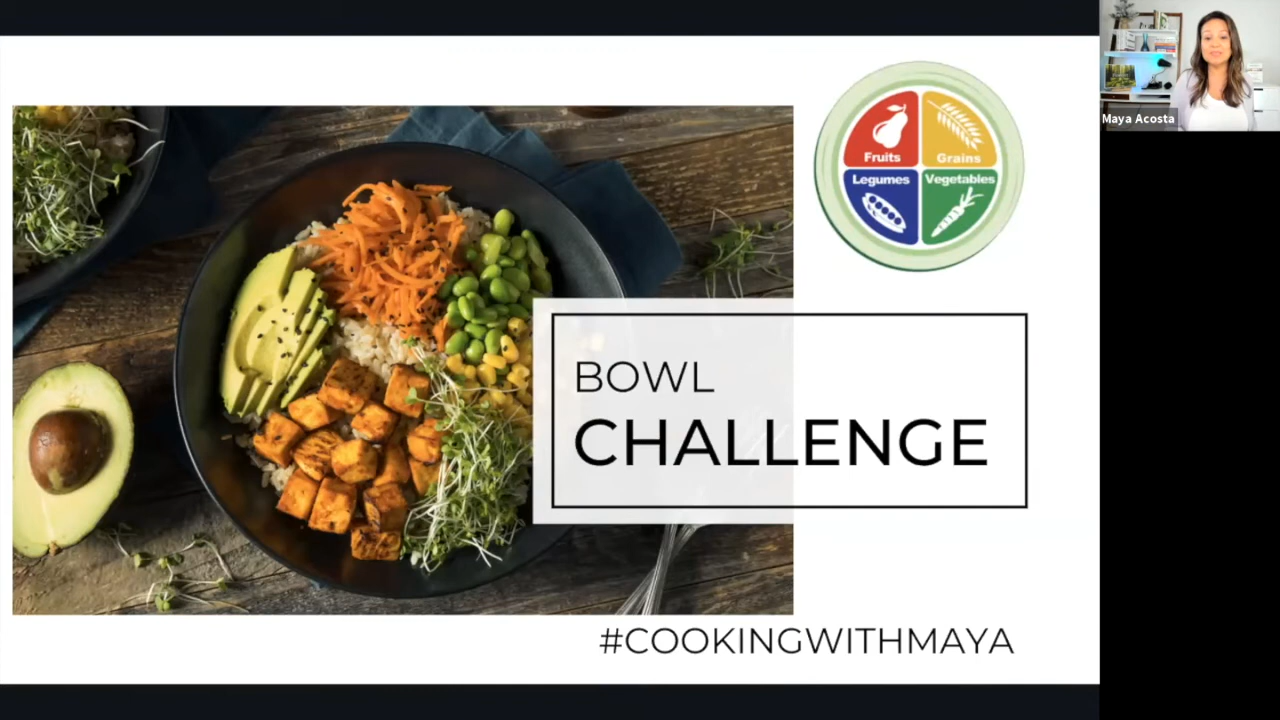 Fruits
Grains
Legumes
Vegetables
Maya Acosta
BOWL
CHALLENGE
#COOKINGWITHMAYA